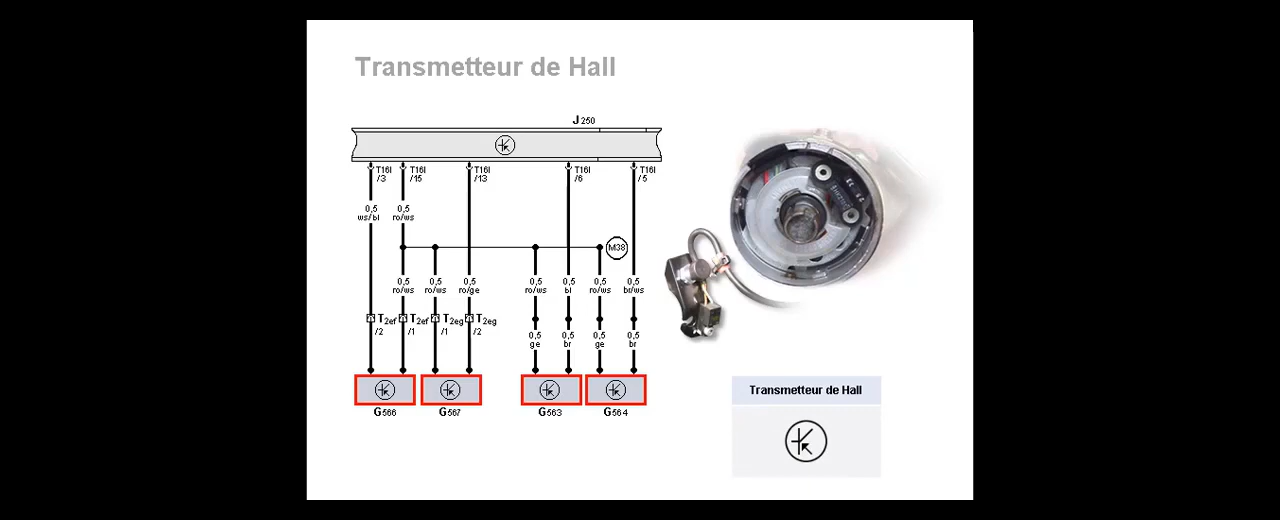 Transmetteur de Hall
J 250
T16l /3
T16l /15
T16l /13
T16l /6
T16l /5
0,5 ws/bl
0,5 ro/ws
M38
0,5 ro/ws
0,5 ro/ws
0,5 ro/ge
0,5 ro/ws
0,5 bl
0,5 ro/ws
0,5 br/ws
T2ef /2
T2ef /1
T2eg /1
T2eg /2
0,5 ge
0,5 br
0,5 ge
0,5 br
G566
G567
G563
G564
Transmetteur de Hall